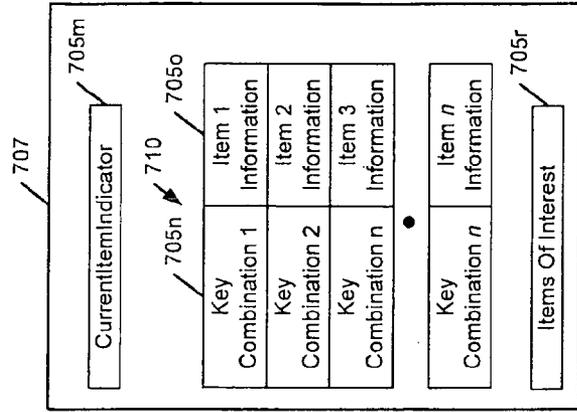 707
705m
CurrentItemIndicator
710
705n
705o
Key
Combination 1
Item 1
Information
Key
Combination 2
Item 2
Information
Key
Combination n
Item 3
Information
Key
Combination n
Item n
Information
705r
Items Of Interest